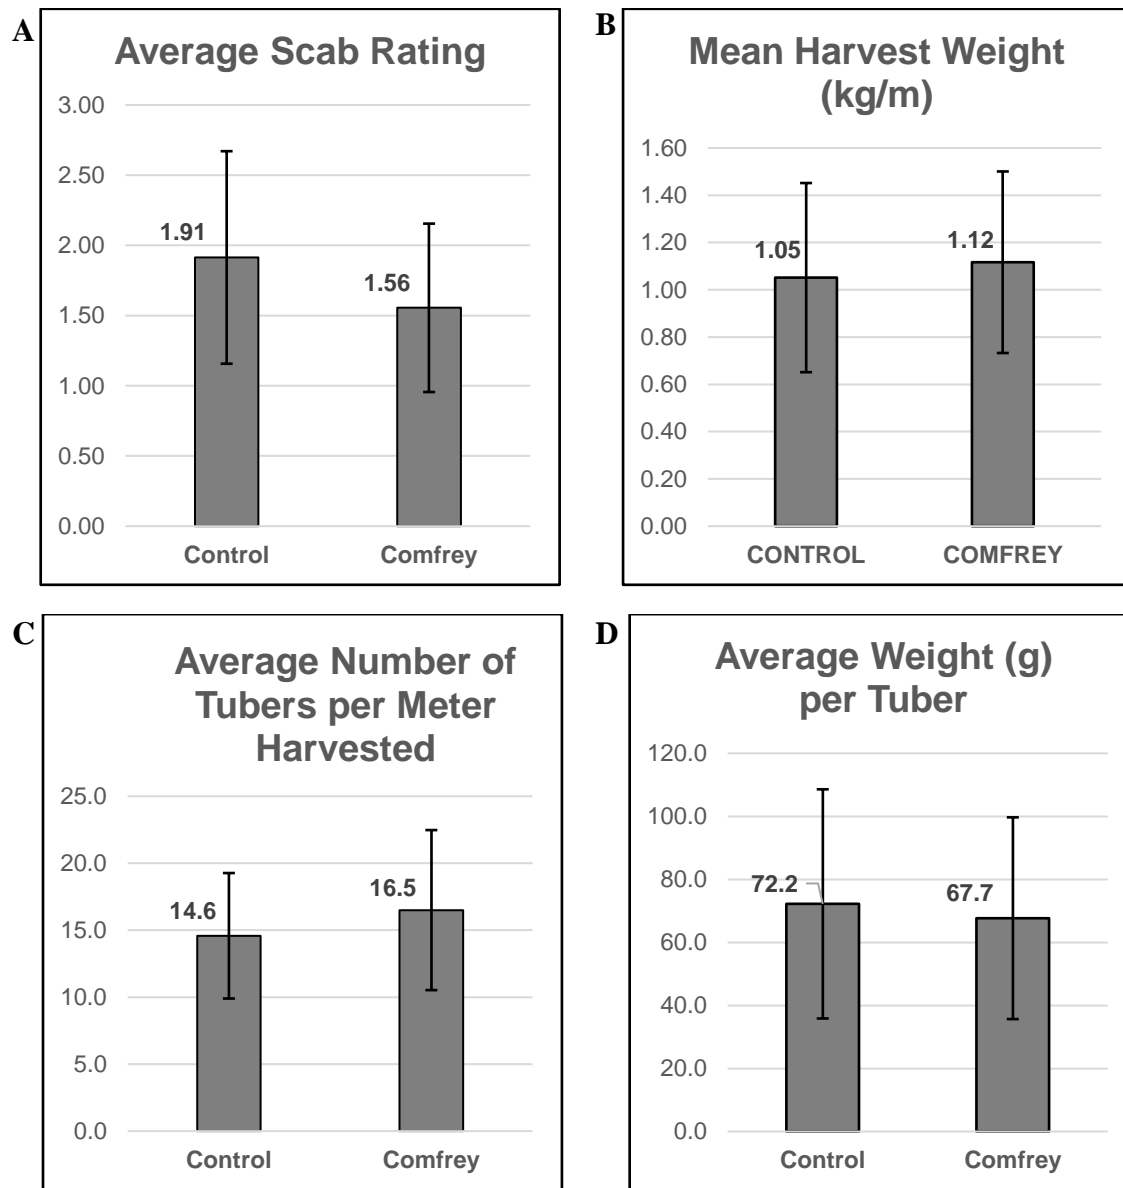 A
Average Scab Rating
3.00
2.50
2.00
1.50
1.00
0.50
0.00
1.91
1.56
Control
Comfrey
B
Mean Harvest Weight
(kg/m)
1.60
1.40
1.20
1.00
0.80
0.60
0.40
0.20
0.00
1.05
1.12
CONTROL
COMFREY
C
Average Number of
Tubers per Meter
Harvested
25.0
20.0
15.0
10.0
5.0
0.0
14.6
16.5
Control
Comfrey
D
Average Weight (g)
per Tuber
120.0
100.0
80.0
60.0
40.0
20.0
0.0
72.2
67.7
Control
Comfrey